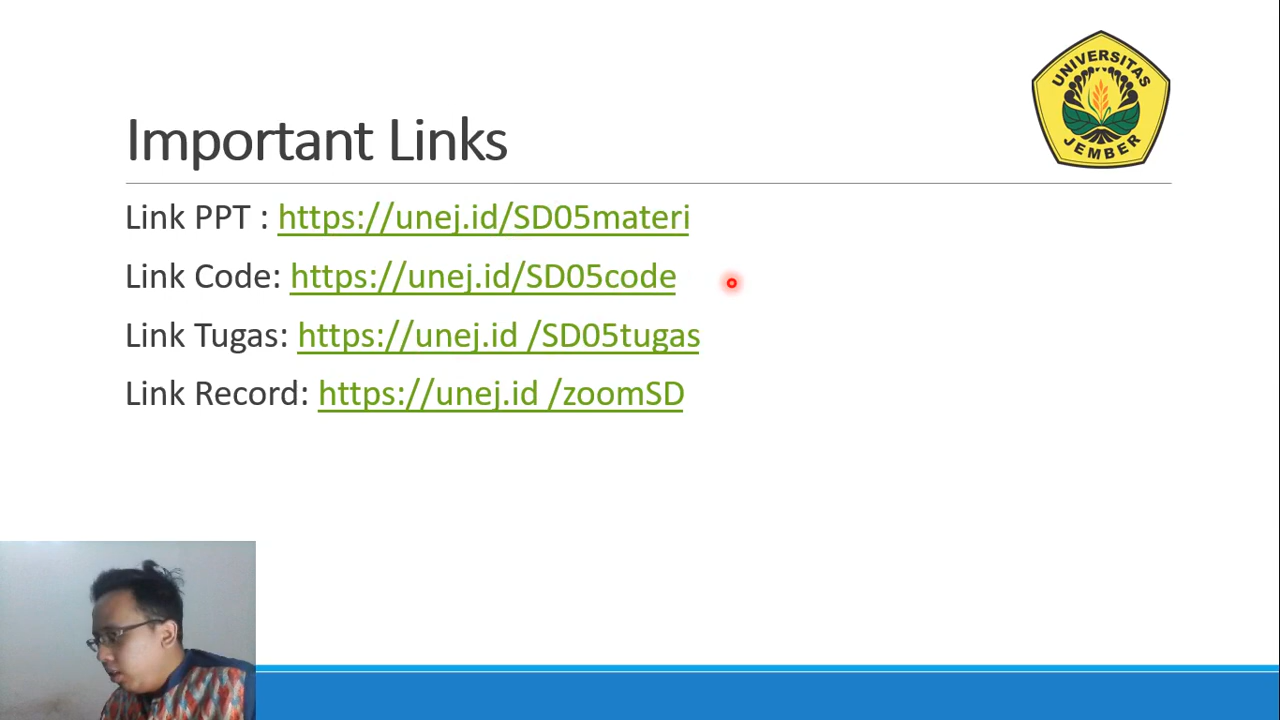 UNIVERSITAS
JEMBER
Important Links
Link PPT : https://unej.id/SD05materi
Link Code: https://unej.id/SD05code
Link Tugas: https://unej.id /SD05tugas
Link Record: https://unej.id /zoomSD